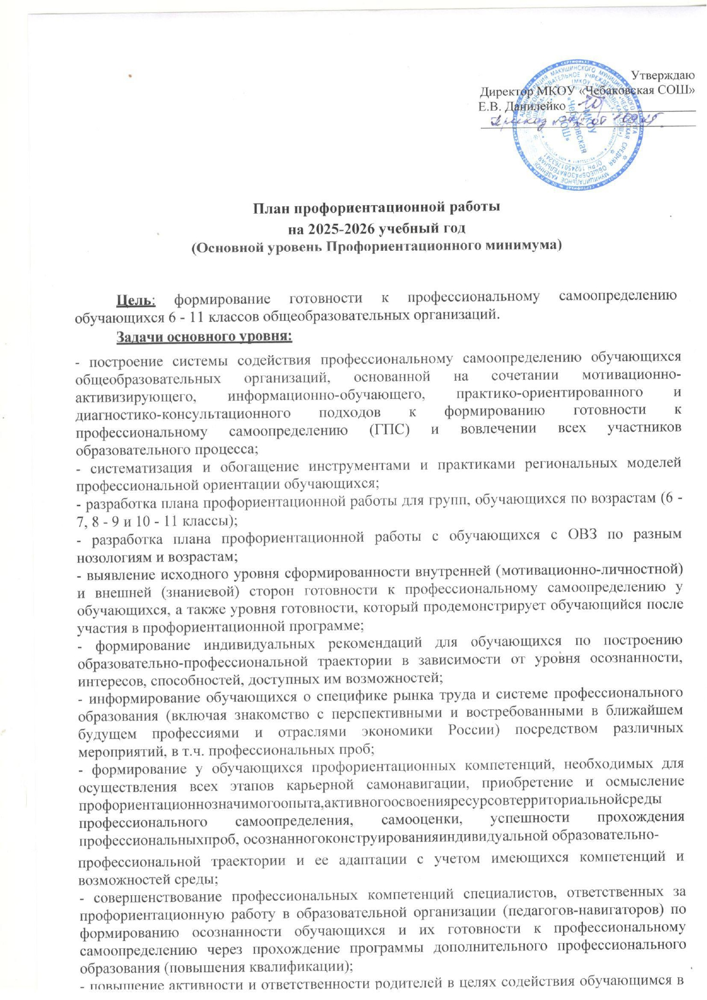 Утверждаю
Директор МКОУ «Чебаковская СОШ»
Е.В. Данилейко
МКОУ
«Чебаковская
СОШ»
План профориентационной работы
на 2025-2026 учебный год
(Основной уровень Профориентационного минимума)
Цель: формирование готовности к профессиональному самоопределению
обучающихся 6 - 11 классов общеобразовательных организаций.
Задачи основного уровня:
- построение системы содействия профессиональному самоопределению обучающихся
общеобразовательных организаций, основанной на сочетании мотивационно-
активизирующего, информационно-обучающего, практико-ориентированного и
диагностико-консультационного подходов к формированию готовности к
профессиональному самоопределению (ГПС) и вовлечении всех участников
образовательного процесса;
- систематизация и обогащение инструментами и практиками региональных моделей
профессиональной ориентации обучающихся;
- разработка плана профориентационной работы для групп, обучающихся по возрастам (6 -
7, 8 - 9 и 10 - 11 классы);
- разработка плана профориентационной работы с обучающихся с ОВЗ по разным
нозологиям и возрастам;
- выявление исходного уровня сформированности внутренней (мотивационно-личностной)
и внешней (знаниевой) сторон готовности к профессиональному самоопределению у
обучающихся, а также уровня готовности, который продемонстрирует обучающийся после
участия в профориентационной программе;
- формирование индивидуальных рекомендаций для обучающихся по построению
образовательно-профессиональной траектории в зависимости от уровня осознанности,
интересов, способностей, доступных им возможностей;
- информирование обучающихся о специфике рынка труда и системе профессионального
образования (включая знакомство с перспективными и востребованными в ближайшем
будущем профессиями и отраслями экономики России) посредством различных
мероприятий, в т.ч. профессиональных проб;
- формирование у обучающихся профориентационных компетенций, необходимых для
осуществления всех этапов карьерной самонавигации, приобретение и осмысление
профориентационнозначимогоопыта,активногоосвоенияресурсовтерриториальнойсреды
профессионального самоопределения, самооценки, успешности прохождения
профессиональныхпроб, осознанногоконструированияиндивидуальной образовательно-
профессиональной траектории и ее адаптации с учетом имеющихся компетенций и
возможностей среды;
- совершенствование профессиональных компетенций специалистов, ответственных за
профориентационную работу в образовательной организации (педагогов-навигаторов) по
формированию осознанности обучающихся и их готовности к профессиональному
самоопределению через прохождение программы дополнительного профессионального
образования (повышения квалификации);
- повышение активности и ответственности родителей в целях содействия обучающимся в